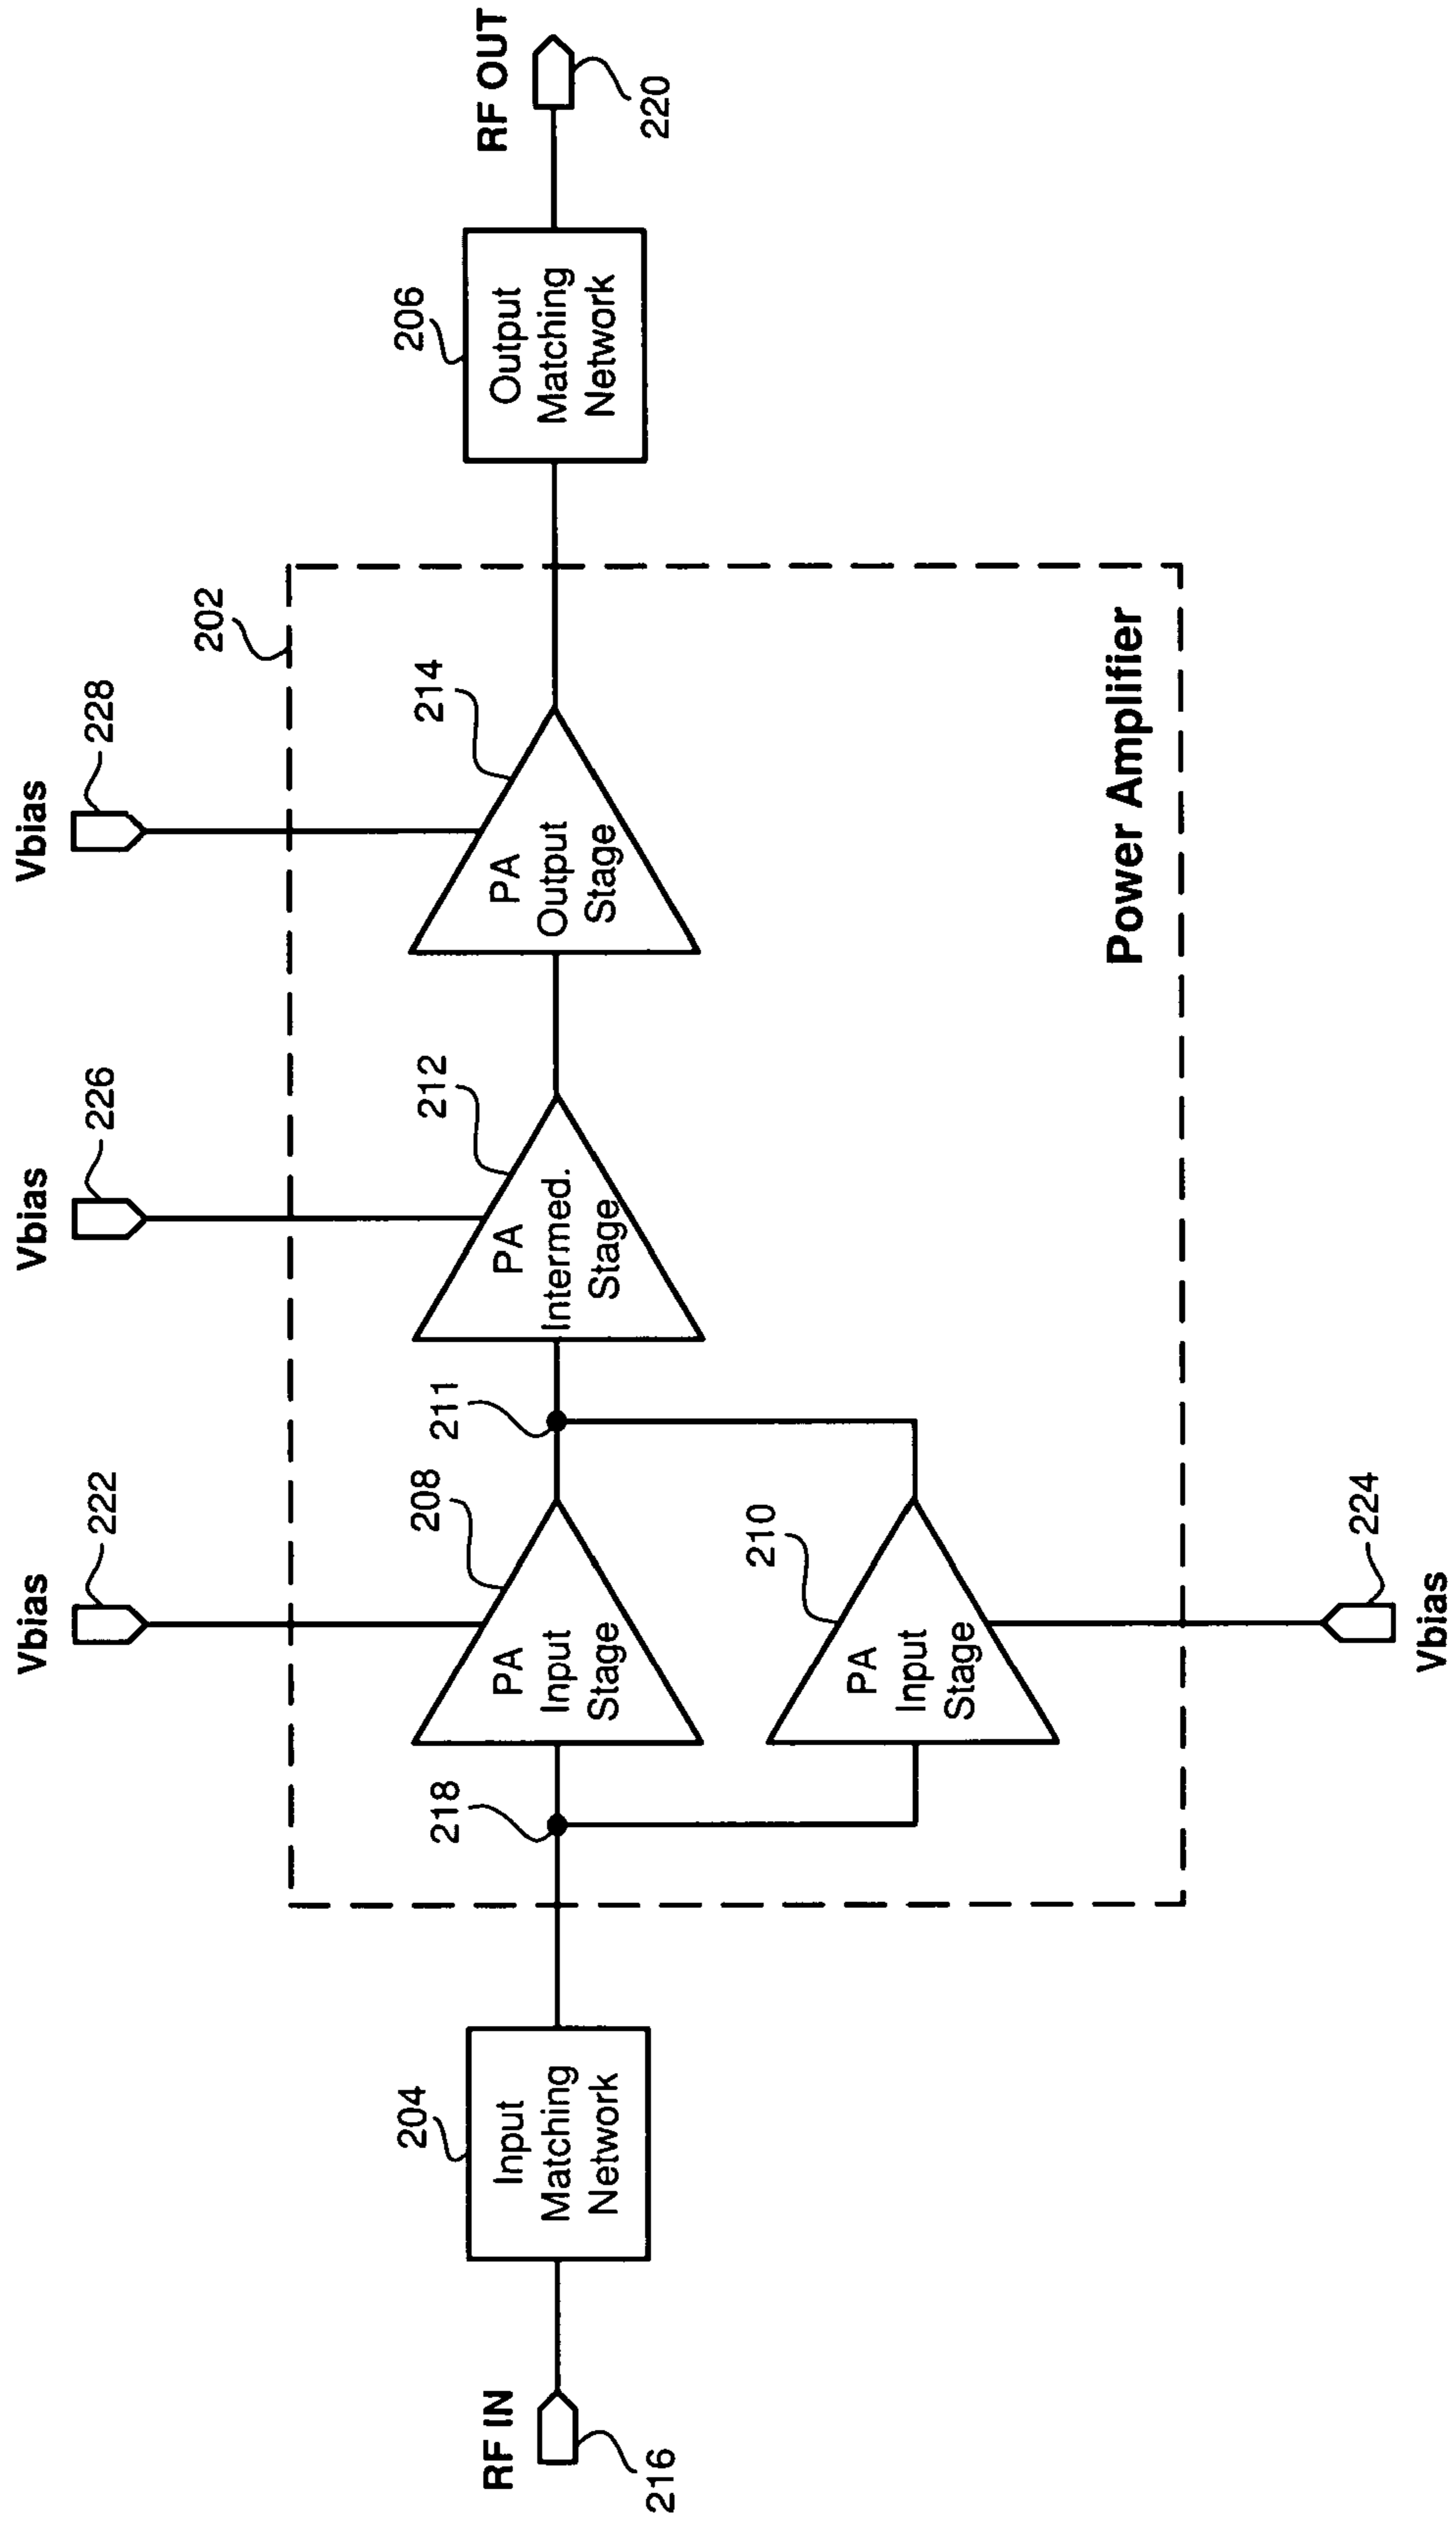 Vbias
222
Vbias
226
Vbias
228
202
204
Input
Matching
Network
RF IN
216
218
208
PA
Input
Stage
211
212
PA
Intermed.
Stage
214
PA
Output
Stage
206
Output
Matching
Network
RF OUT
220
210
PA
Input
Stage
Power Amplifier
224
Vbias